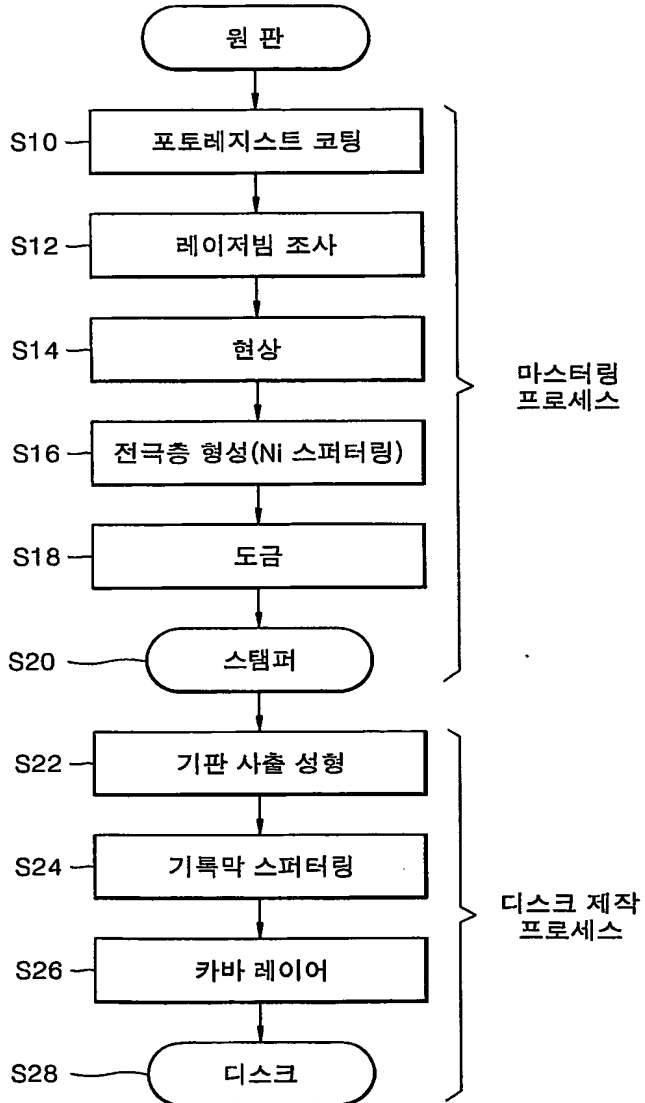 원 판
S10
포토레지스트 코팅
S12
레이저빔 조사
S14
현상
S16
전극층 형성(Ni 스퍼터링)
S18
도금
S20
스탬퍼
마스터링
프로세스
S22
기판 사출 성형
S24
기록막 스퍼터링
S26
카바 레이어
S28
디스크
디스크 제작
프로세스